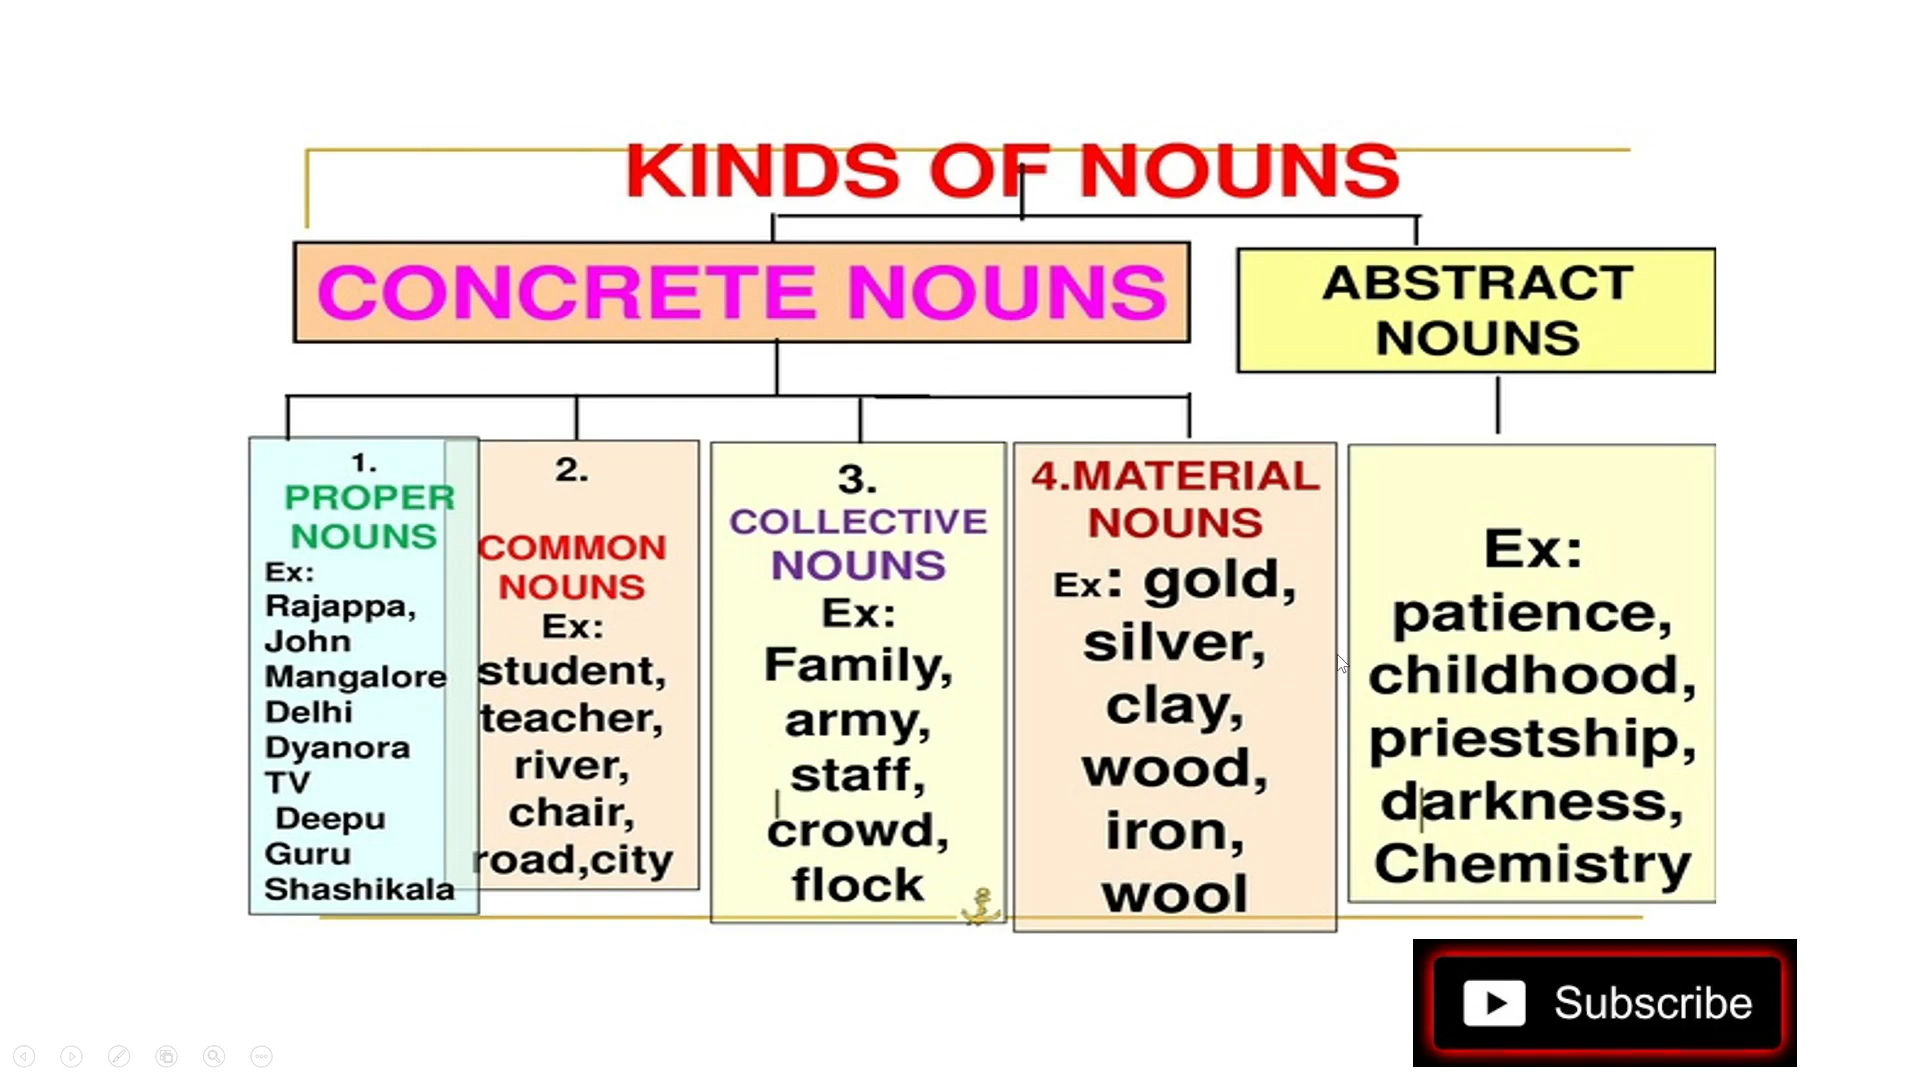 KINDS OF NOUNS
CONCRETE NOUNS
ABSTRACT
NOUNS
1.
PROPER
NOUNS
Ex:
Rajappa,
John
Mangalore
Delhi
Dyanora
TV
Deepu
Guru
Shashikala
2.
COMMON
NOUNS
Ex:
student,
teacher,
river,
chair,
road,city
3.
COLLECTIVE
NOUNS
Ex:
Family,
army,
staff,
crowd,
flock
4.MATERIAL
NOUNS
Ex: gold,
silver,
clay,
wood,
iron,
wool
Ex:
patience,
childhood,
priestship,
darkness,
Chemistry
Subscribe